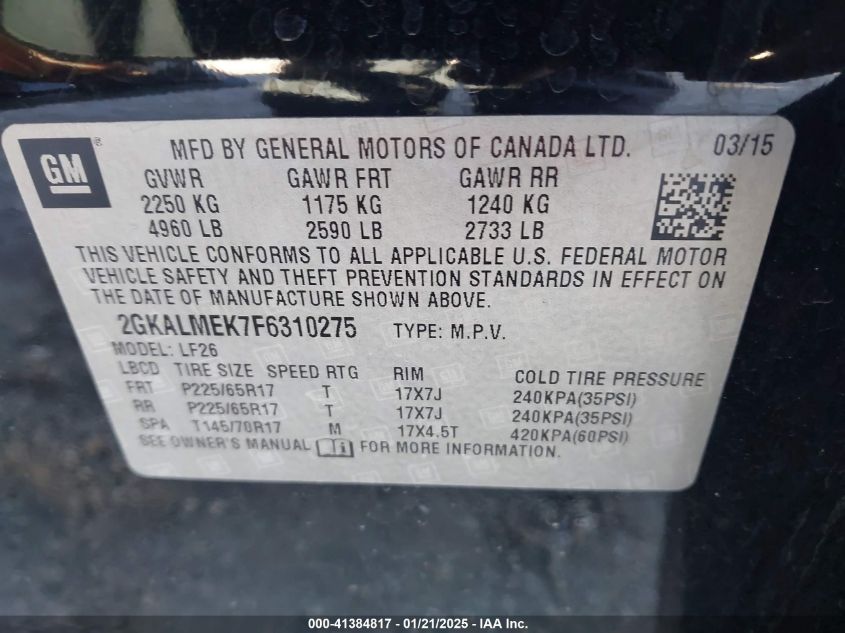 GM ®
MFD BY GENERAL MOTORS OF CANADA LTD. 03/15
GVWR GAWR FRT GAWR RR
2250 KG 1175 KG 1240 KG
4960 LB 2590 LB 2733 LB
THIS VEHICLE CONFORMS TO ALL APPLICABLE U.S. FEDERAL MOTOR
VEHICLE SAFETY AND THEFT PREVENTION STANDARDS IN EFFECT ON
THE DATE OF MANUFACTURE SHOWN ABOVE.
2GKALMEK7F6310275 TYPE: M.P.V.
MODEL: LF26
LBCD TIRE SIZE SPEED RTG RIM COLD TIRE PRESSURE
FRT P225/65R17 T 17X7J 240KPA(35PSI)
RR P225/65R17 T 17X7J 240KPA(35PSI)
SPA T145/70R17 M 17X4.5T 420KPA(60PSI)
SEE OWNER'S MANUAL i FOR MORE INFORMATION.
000-41384817 - 01/21/2025 - IAA Inc.